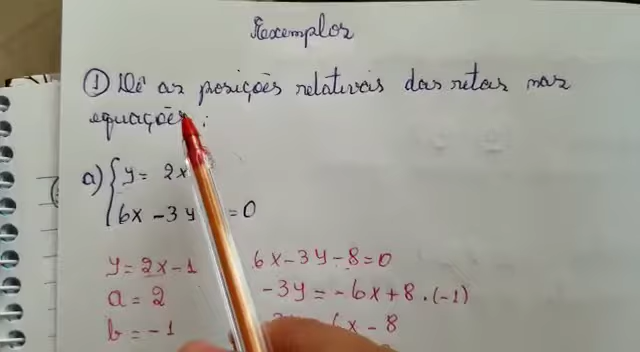 Exemplos
① Dê as posições relativas das retas nas
equações:
a) { y = 2x
6x - 3y = 0
y = 2x - 1
6x - 3y - 8 = 0
a = 2
-3y = -6x + 8 . (-1)
b = -1
6x - 8